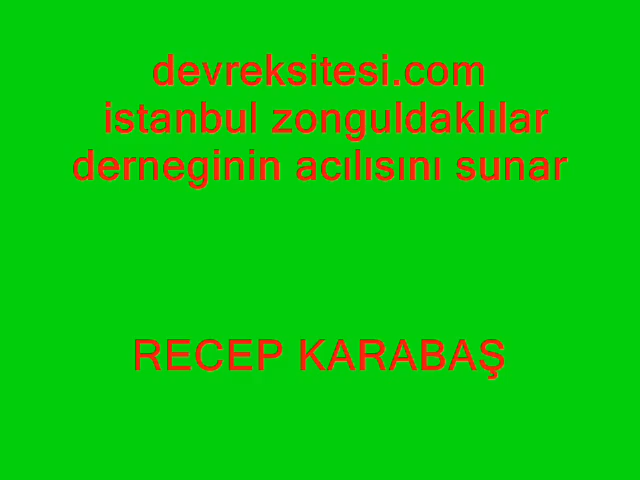 devreksitesi.com
istanbul zonguldaklılar
derneginin acılısını sunar
RECEP KARABAŞ